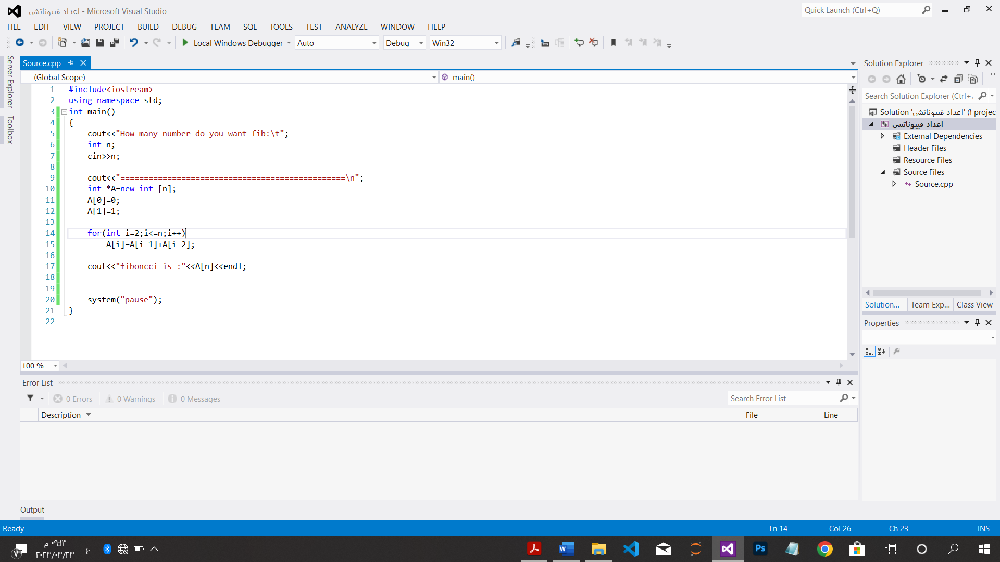 اعداد فيبوناتشي - Microsoft Visual Studio
Quick Launch (Ctrl+Q)
FILE EDIT VIEW PROJECT BUILD DEBUG TEAM SQL TOOLS TEST ANALYZE WINDOW HELP
Local Windows Debugger Auto Debug Win32
Server Explorer
Toolbox
Source.cpp
(Global Scope) main()
1 #include<iostream>
2 using namespace std;
3 int main()
4 {
5 cout<<"How many number do you want fib:\t";
6 int n;
7 cin>>n;
8
9 cout<<"================================================\n";
10 int *A=new int [n];
11 A[0]=0;
12 A[1]=1;
13
14 for(int i=2;i<=n;i++)
15 A[i]=A[i-1]+A[i-2];
16
17 cout<<"fiboncci is :"<<A[n]<<endl;
18
19
20 system("pause");
21 }
22
100 %
Solution Explorer
Search Solution Explorer (Ctrl+
Solution 'اعداد فيبوناتشي' (١ projec
اعداد فيبوناتشي
External Dependencies
Header Files
Resource Files
Source Files
Source.cpp
Solution... Team Exp... Class View
Properties
Error List
0 Errors 0 Warnings 0 Messages
Search Error List
Description File Line
Output
Ready Ln 14 Col 26 Ch 23 INS
٠٩:١٣ م
٢٠٢٣/٠٣/٢٣
ع
٧
Ps